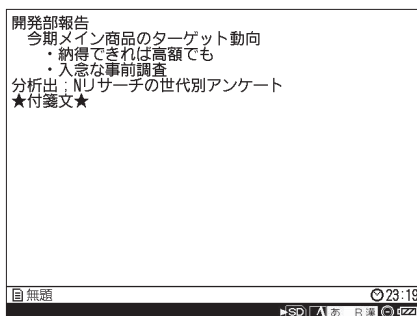 開発部報告
今期メイン商品のターゲット動向
・納得できれば高額でも
・入念な事前調査
分析出；Nリサーチの世代別アンケート
★付箋文★
無題
23:19
SD A あ R漢